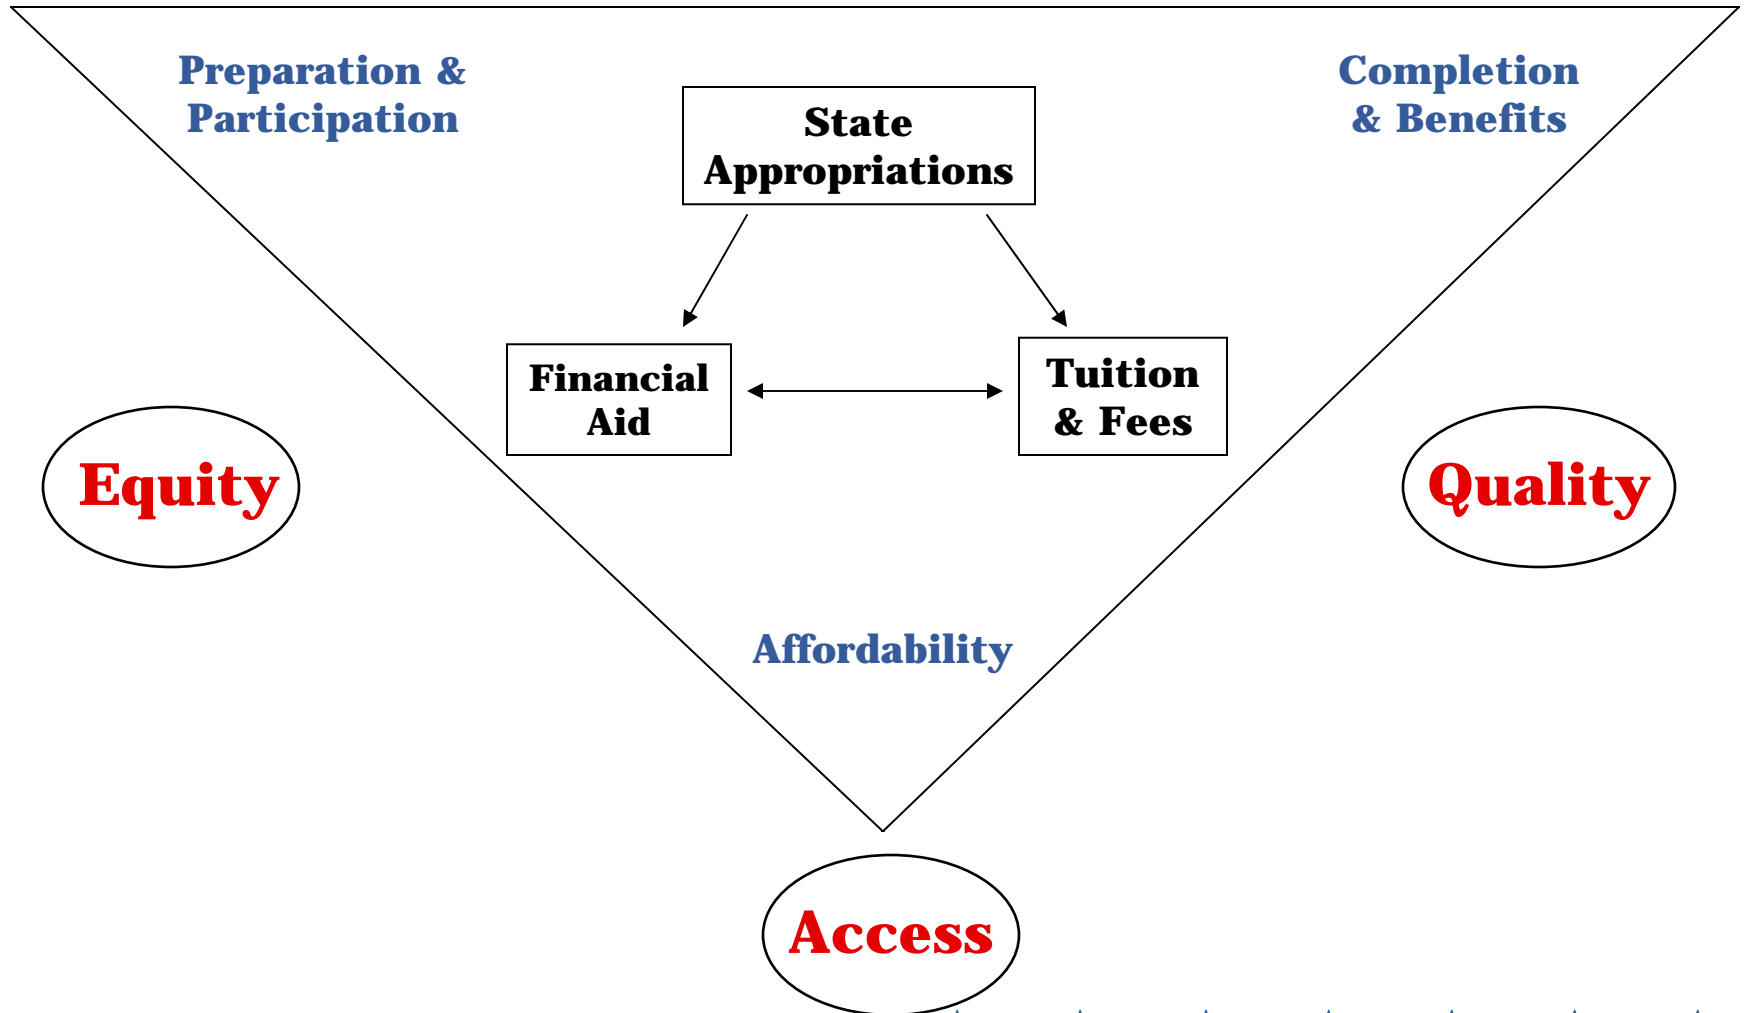 Preparation &
Participation
Completion
& Benefits
State
Appropriations
Financial
Aid
Tuition
& Fees
Equity
Quality
Affordability
Access